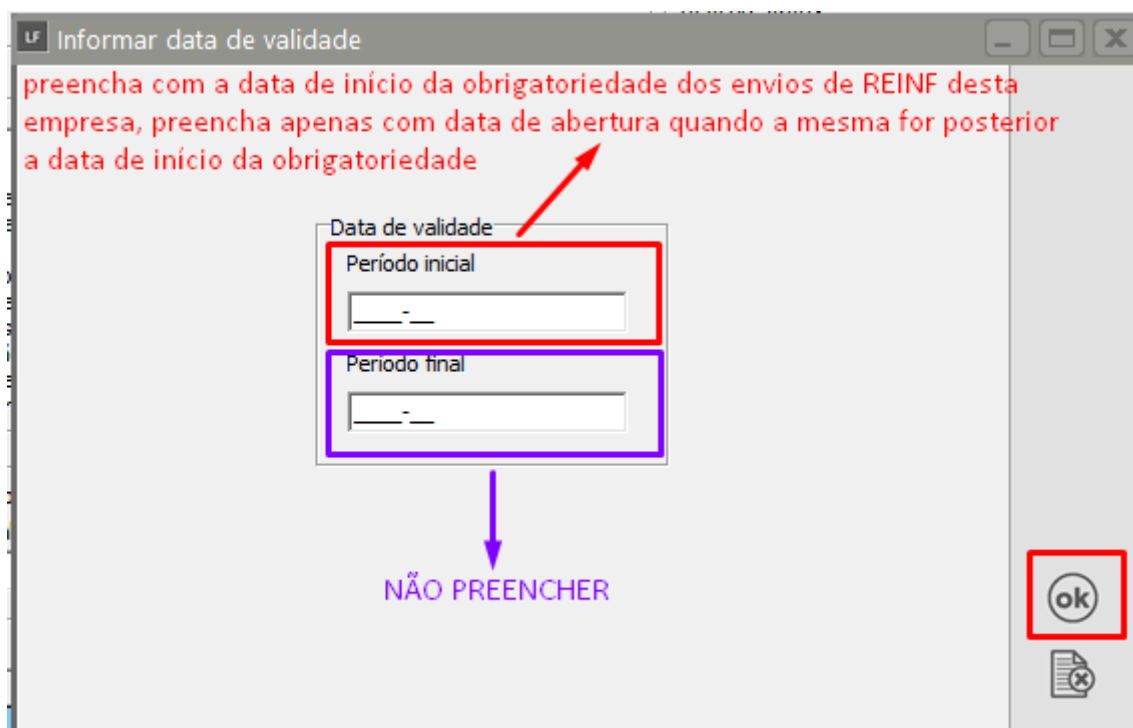 LF Informar data de validade
preencha com a data de início da obrigatoriedade dos envios de REINF desta
empresa, preencha apenas com data de abertura quando a mesma for posterior
a data de início da obrigatoriedade
Data de validade
Período inicial
____-__
Período final
____-__
NÃO PREENCHER
ok